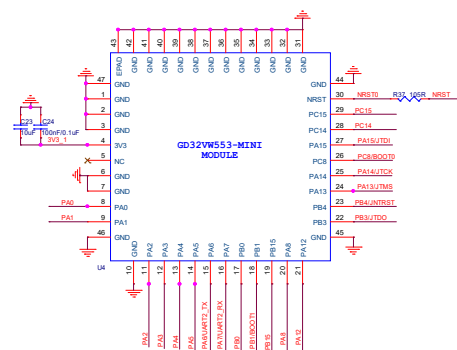 43 42 41 40 39 38 37 36 35 34 33 32 31
EPAD GND GND GND GND GND GND GND GND GND GND GND GND
47 GND GND 44
1 GND NRST 30 NRST0 R37 105R NRST
2 GND PC15 29 PC15
3 GND PC14 28 PC14
C23 C24
10uF 100nF/0.1uF
3V3_1 4 3V3 PA15 27 PA15/JTDI
GD32VW553-MINI
MODULE
5 NC PC8 26 PC8/BOOT0
6 GND PA14 25 PA14/JTCK
7 GND PA13 24 PA13/JTMS
PA0 8 PA0 PB4 23 PB4/JNTRST
PA1 9 PA1 PB3 22 PB3/JTDO
46 GND GND 45
GND PA2 PA3 PA4 PA5 PA6 PA7 PB0 PB1 PB15 PA8 PA12
U4
10 11 12 13 14 15 16 17 18 19 20 21
PA2 PA3 PA4 PA5 PA6/UART2_TX PA7/UART2_RX PB0 PB1/BOOT1 PB15 PA8 PA12